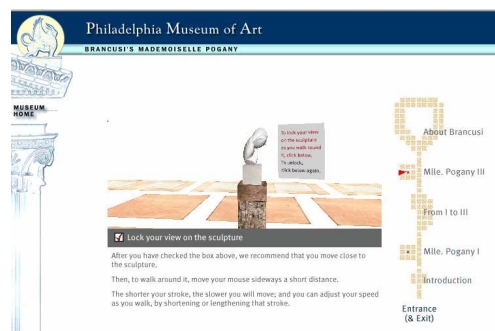 Philadelphia Museum of Art
BRANCUSI'S MADEMOISELLE POGANY
MUSEUM
HOME
To lock your view
on the sculpture
as you walk round
it, click below.
To unlock,
click below again.
Lock your view on the sculpture
After you have checked the box above, we recommend that you move close to
the sculpture.
Then, to walk around it, move your mouse sideways a short distance.
The shorter your stroke, the slower you will move; and you can adjust your speed
as you walk, by shortening or lengthening that stroke.
About Brancusi
Mlle. Pogany III
From I to III
Mlle. Pogany I
Introduction
Entrance
(& Exit)